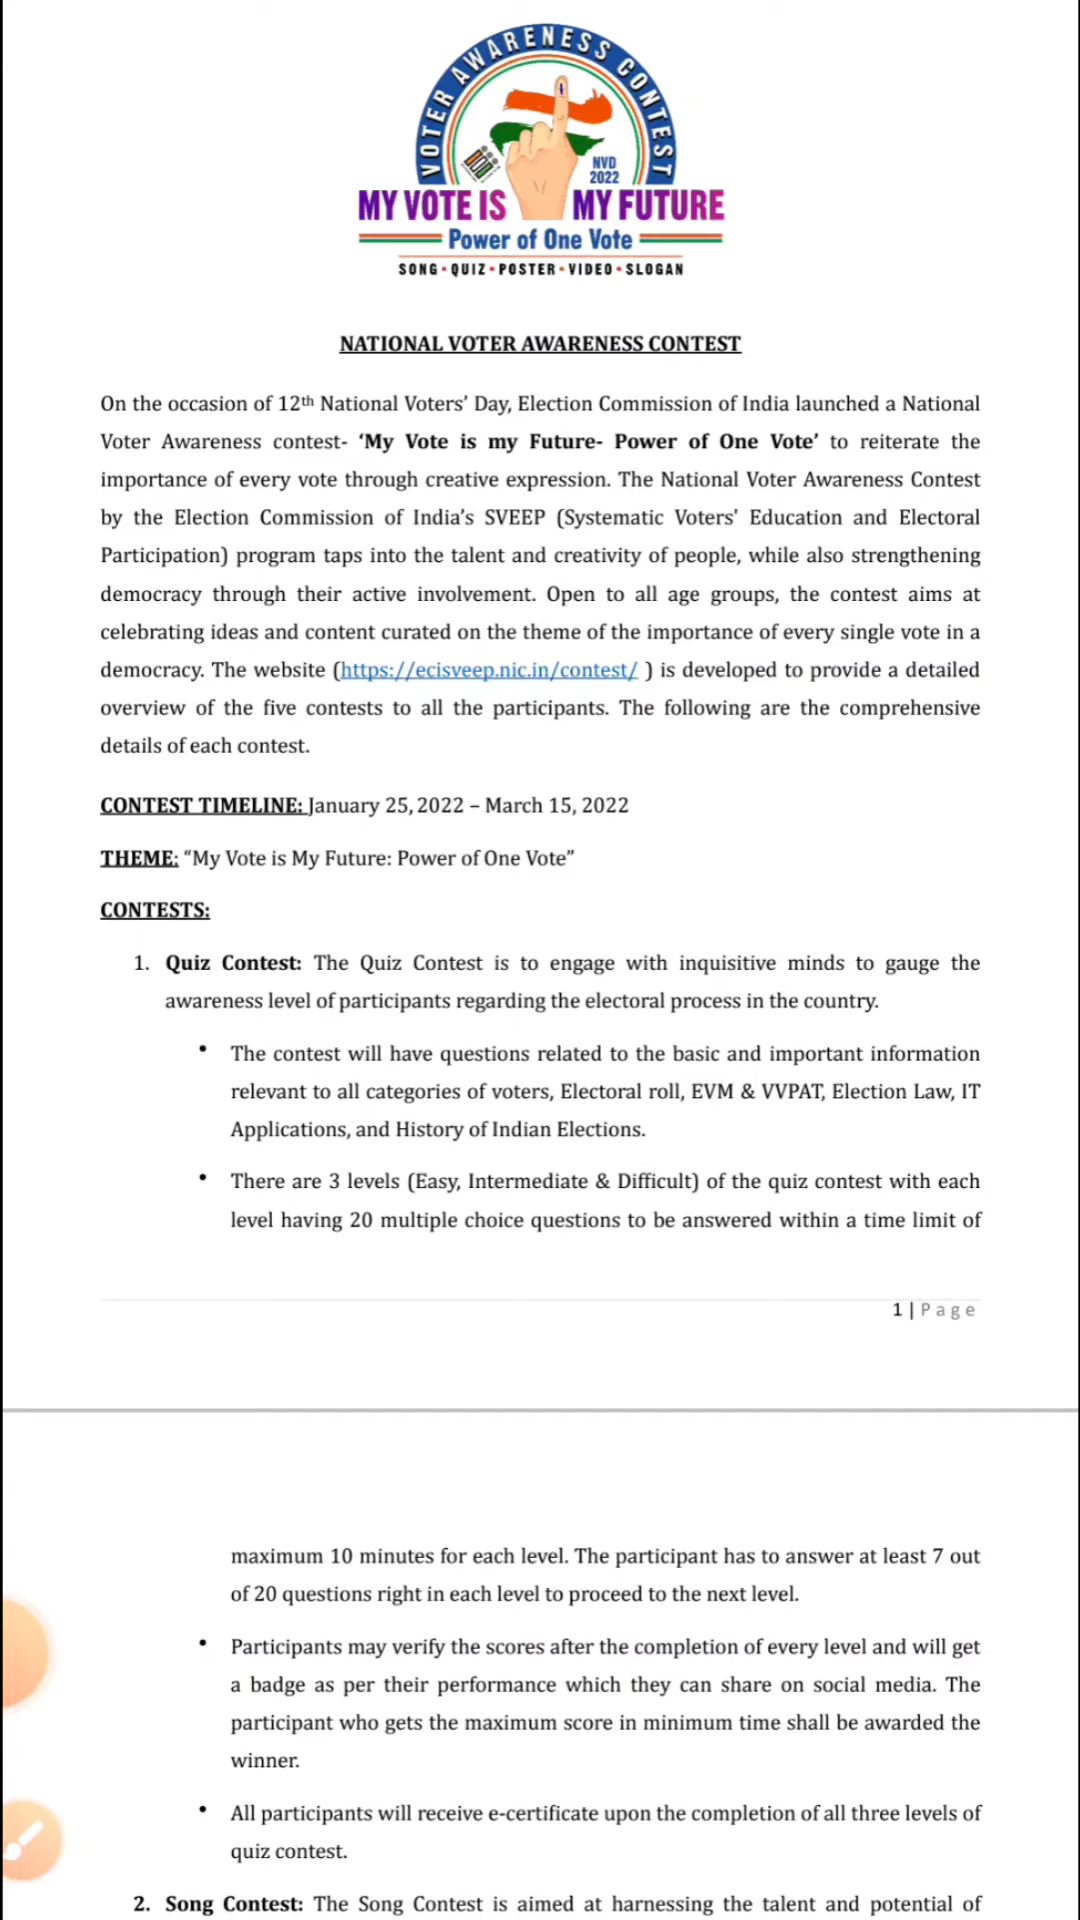 VOTER AWARENESS CONTEST
NVD
2022
MY VOTE IS MY FUTURE
Power of One Vote
SONG • QUIZ • POSTER • VIDEO • SLOGAN
NATIONAL VOTER AWARENESS CONTEST
On the occasion of 12th National Voters' Day, Election Commission of India launched a National
Voter Awareness contest- 'My Vote is my Future- Power of One Vote' to reiterate the
importance of every vote through creative expression. The National Voter Awareness Contest
by the Election Commission of India's SVEEP (Systematic Voters' Education and Electoral
Participation) program taps into the talent and creativity of people, while also strengthening
democracy through their active involvement. Open to all age groups, the contest aims at
celebrating ideas and content curated on the theme of the importance of every single vote in a
democracy. The website (https://ecisveep.nic.in/contest/ ) is developed to provide a detailed
overview of the five contests to all the participants. The following are the comprehensive
details of each contest.
CONTEST TIMELINE: January 25, 2022 – March 15, 2022
THEME: “My Vote is My Future: Power of One Vote”
CONTESTS:
1. Quiz Contest: The Quiz Contest is to engage with inquisitive minds to gauge the
awareness level of participants regarding the electoral process in the country.
• The contest will have questions related to the basic and important information
relevant to all categories of voters, Electoral roll, EVM & VVPAT, Election Law, IT
Applications, and History of Indian Elections.
• There are 3 levels (Easy, Intermediate & Difficult) of the quiz contest with each
level having 20 multiple choice questions to be answered within a time limit of
1 | Page
maximum 10 minutes for each level. The participant has to answer at least 7 out
of 20 questions right in each level to proceed to the next level.
• Participants may verify the scores after the completion of every level and will get
a badge as per their performance which they can share on social media. The
participant who gets the maximum score in minimum time shall be awarded the
winner.
• All participants will receive e-certificate upon the completion of all three levels of
quiz contest.
2. Song Contest: The Song Contest is aimed at harnessing the talent and potential of